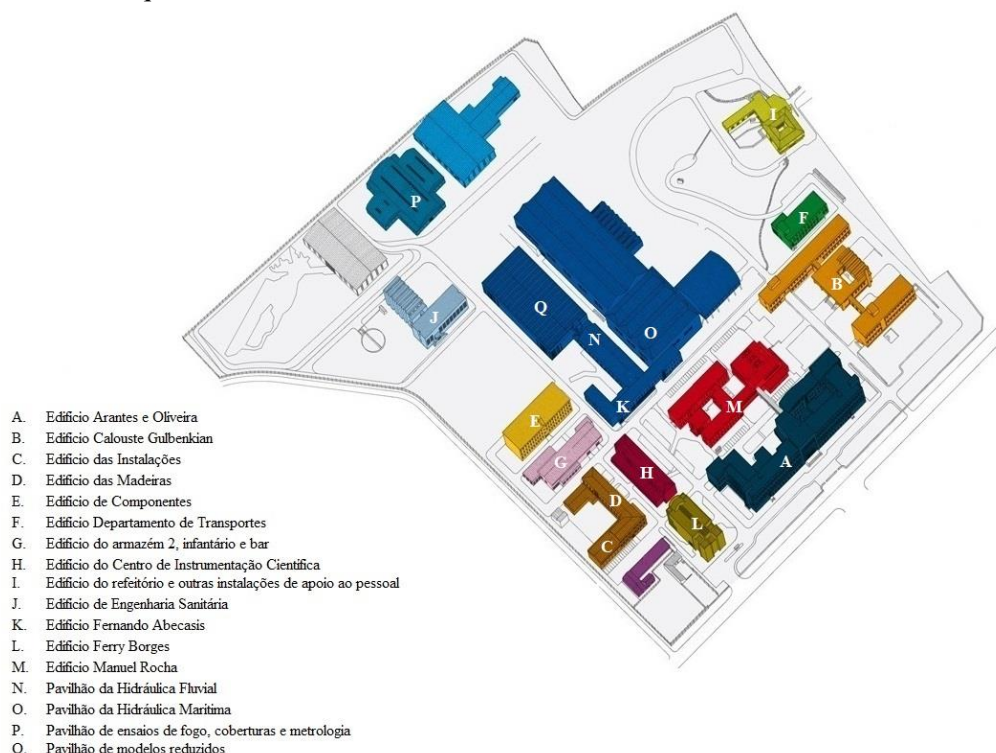 I
P
F
B
J
Q
N
O
K
M
E
G
H
A
D
L
C
A. Edifício Arantes e Oliveira
B. Edifício Calouste Gulbenkian
C. Edifício das Instalações
D. Edifício das Madeiras
E. Edifício de Componentes
F. Edifício Departamento de Transportes
G. Edifício do armazém 2, infantário e bar
H. Edifício do Centro de Instrumentação Científica
I. Edifício do refeitório e outras instalações de apoio ao pessoal
J. Edifício de Engenharia Sanitária
K. Edifício Fernando Abecasis
L. Edifício Ferry Borges
M. Edifício Manuel Rocha
N. Pavilhão da Hidráulica Fluvial
O. Pavilhão da Hidráulica Marítima
P. Pavilhão de ensaios de fogo, coberturas e metrologia
Q. Pavilhão de modelos reduzidos